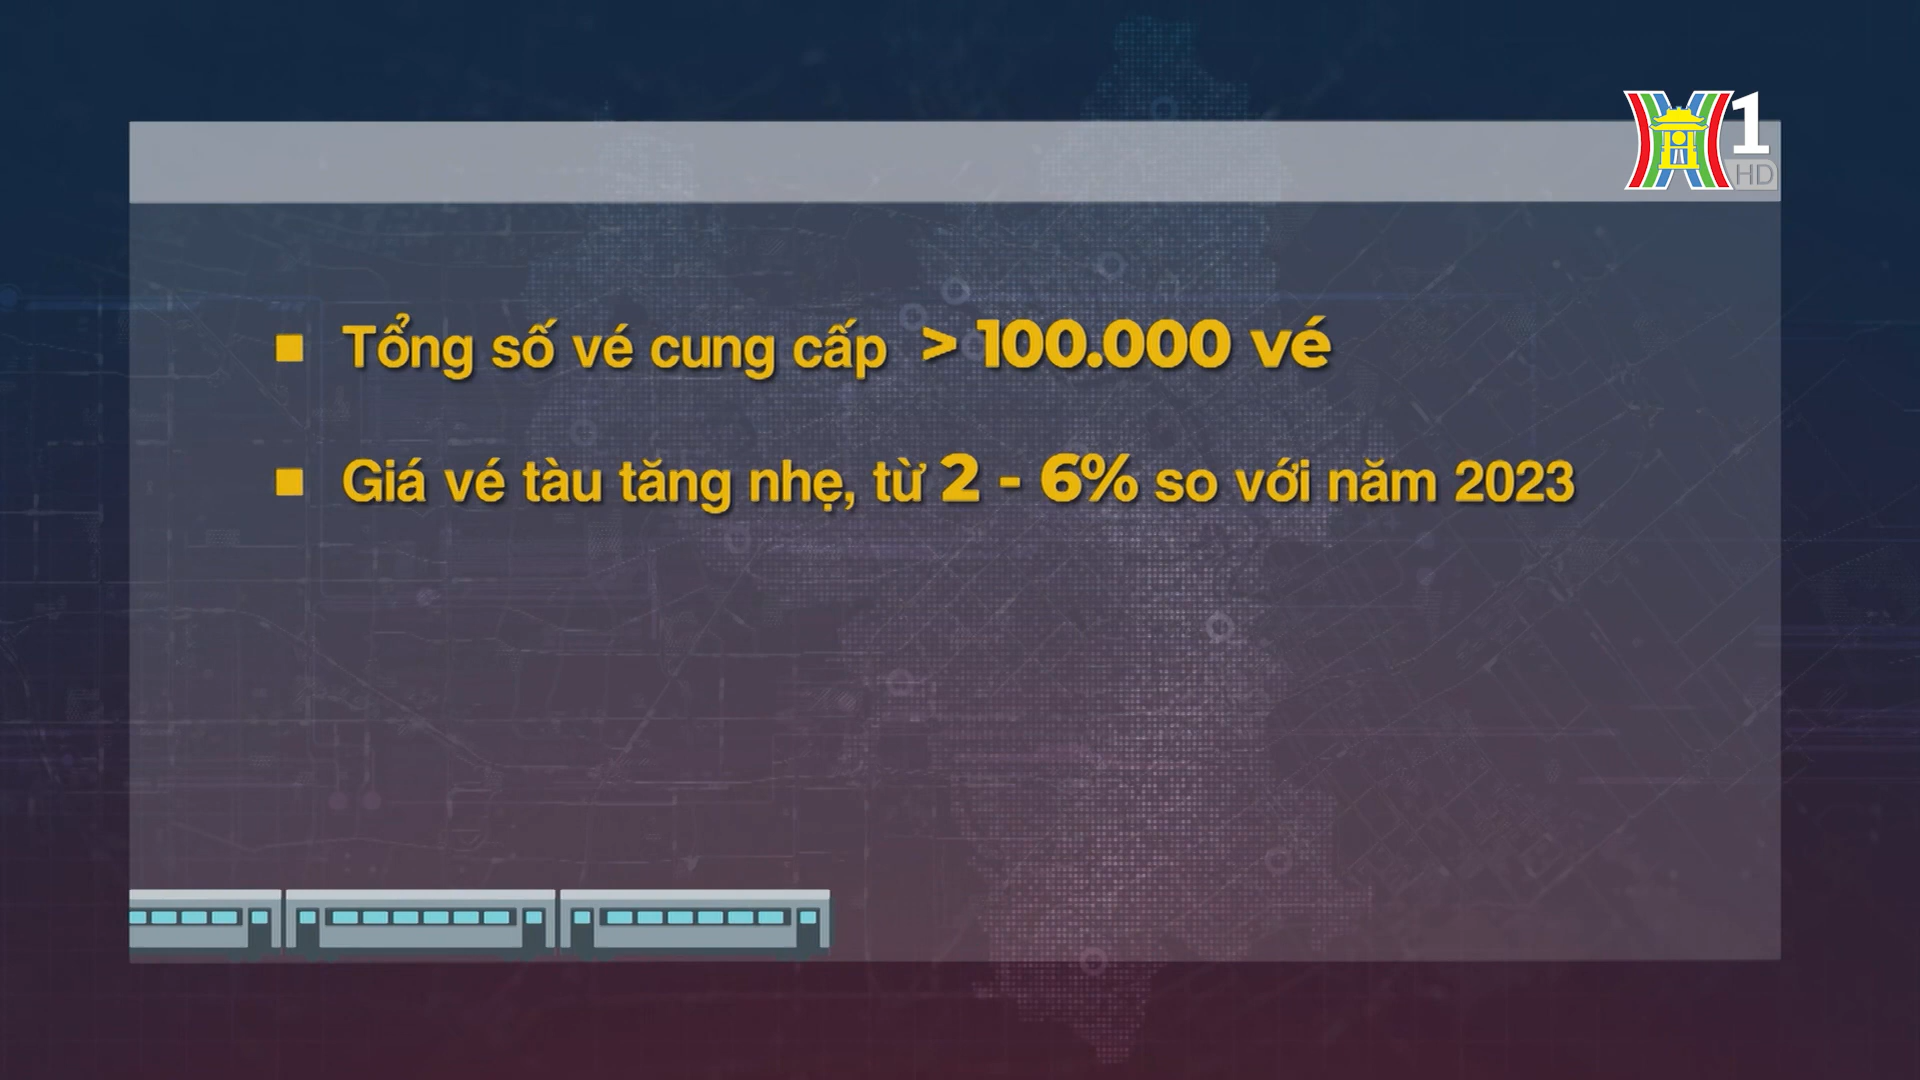 1
HD
Tổng số vé cung cấp > 100.000 vé
Giá vé tàu tăng nhẹ, từ 2 - 6% so với năm 2023